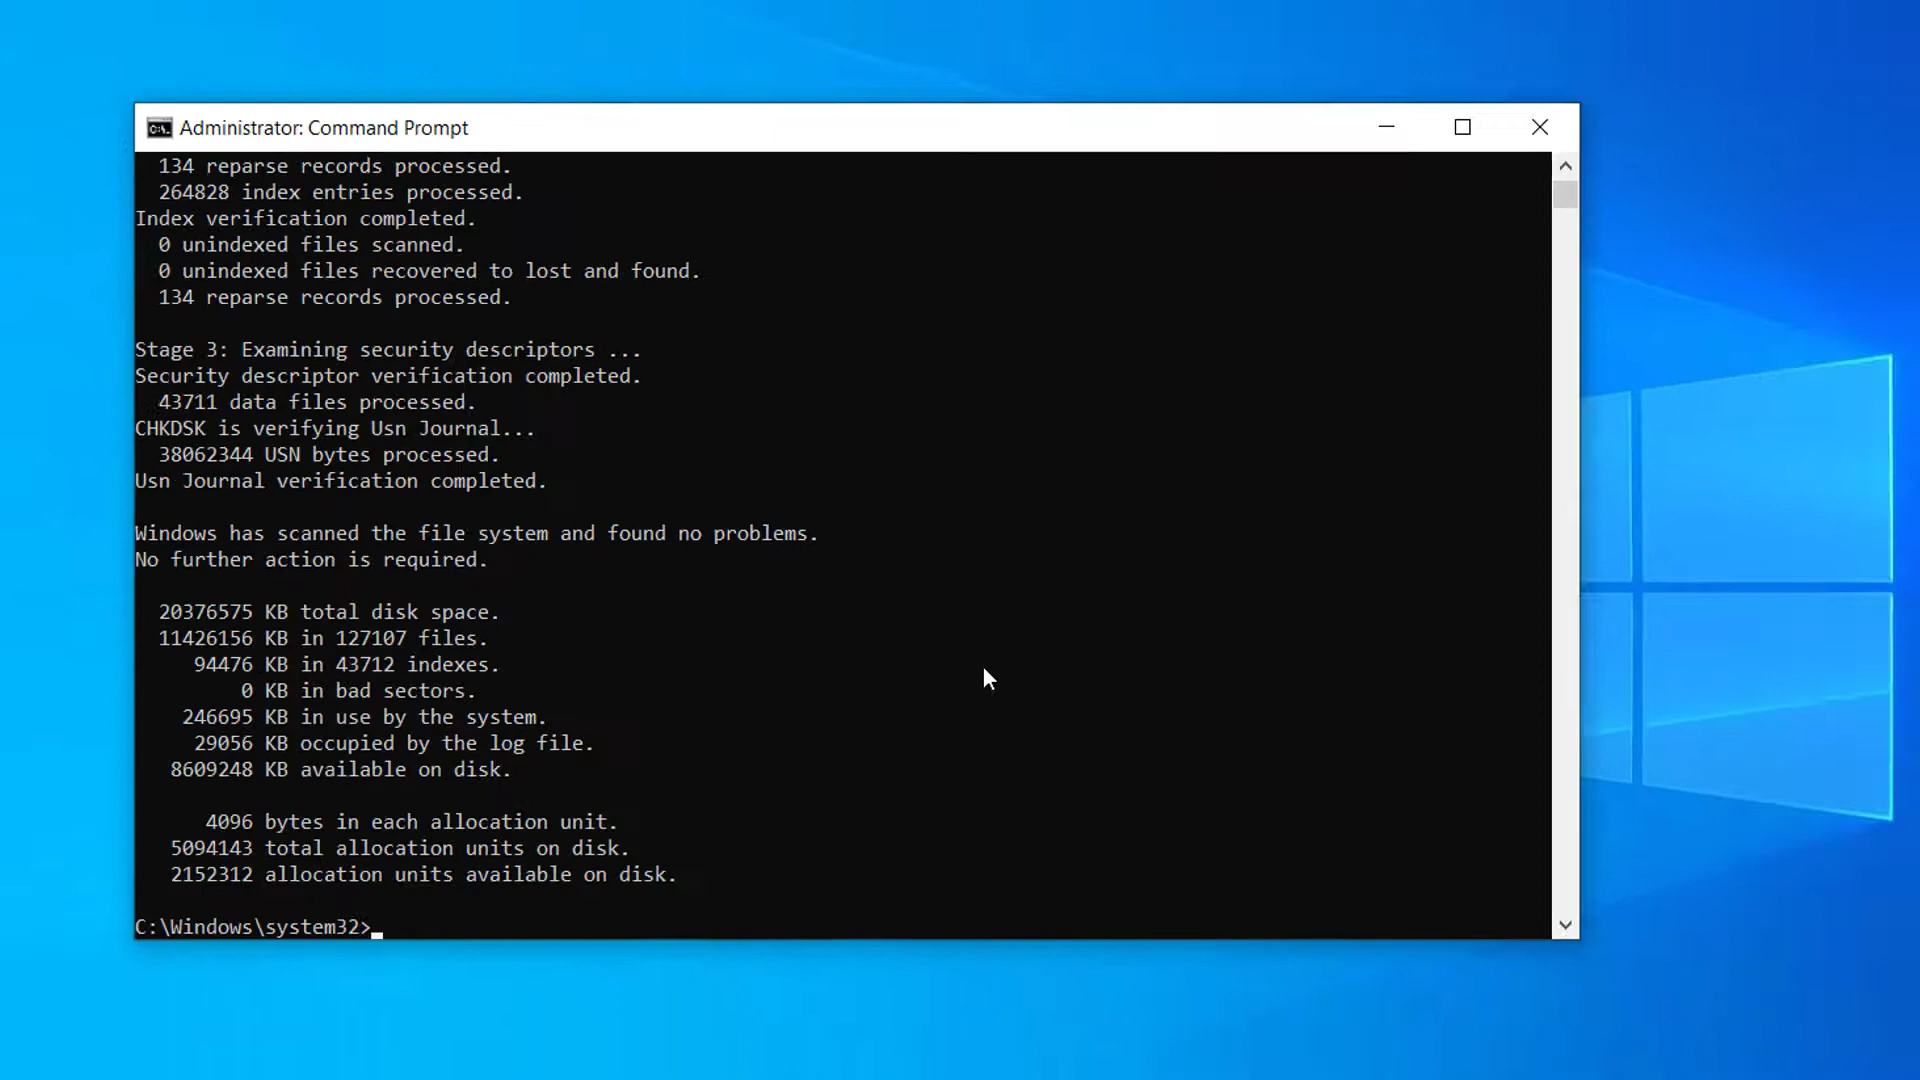 Administrator: Command Prompt
134 reparse records processed.
264828 index entries processed.
Index verification completed.
0 unindexed files scanned.
0 unindexed files recovered to lost and found.
134 reparse records processed.
Stage 3: Examining security descriptors ...
Security descriptor verification completed.
43711 data files processed.
CHKDSK is verifying Usn Journal...
38062344 USN bytes processed.
Usn Journal verification completed.
Windows has scanned the file system and found no problems.
No further action is required.
20376575 KB total disk space.
11426156 KB in 127107 files.
94476 KB in 43712 indexes.
0 KB in bad sectors.
246695 KB in use by the system.
29056 KB occupied by the log file.
8609248 KB available on disk.
4096 bytes in each allocation unit.
5094143 total allocation units on disk.
2152312 allocation units available on disk.
C:\Windows\system32>